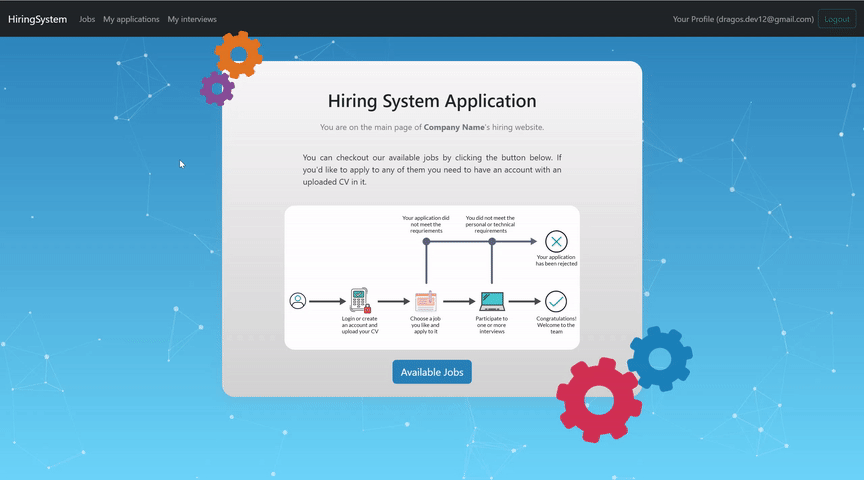 HiringSystem Jobs My applications My interviews Your Profile (dragos.dev12@gmail.com) Logout
Hiring System Application
You are on the main page of Company Name's hiring website.
You can checkout our available jobs by clicking the button below. If
you'd like to apply to any of them you need to have an account with an
uploaded CV in it.
Your application did
not meet the
requriements
You did not meet the
personal or technical
requirements
Your application
has been rejected
Login or create
an account and
upload your CV
Choose a job
you like and
apply to it
Participate to
one or more
interviews
Congratulations!
Welcome to the
team
Available Jobs